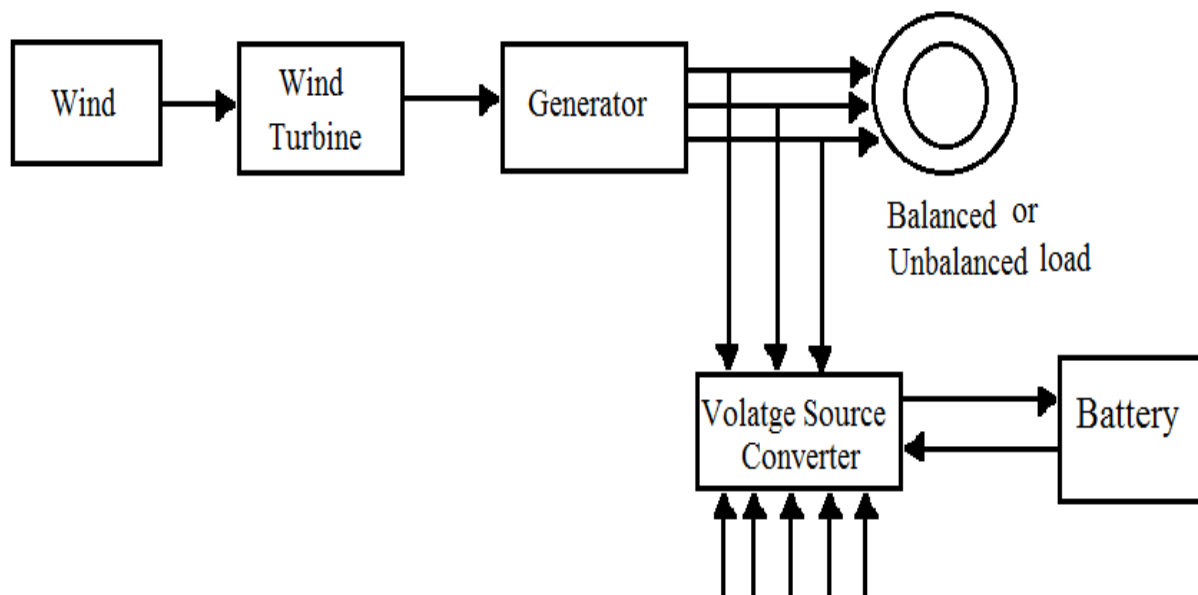 Wind
Wind
Turbine
Generator
Balanced or
Unbalanced load
Volatge Source
Converter
Battery